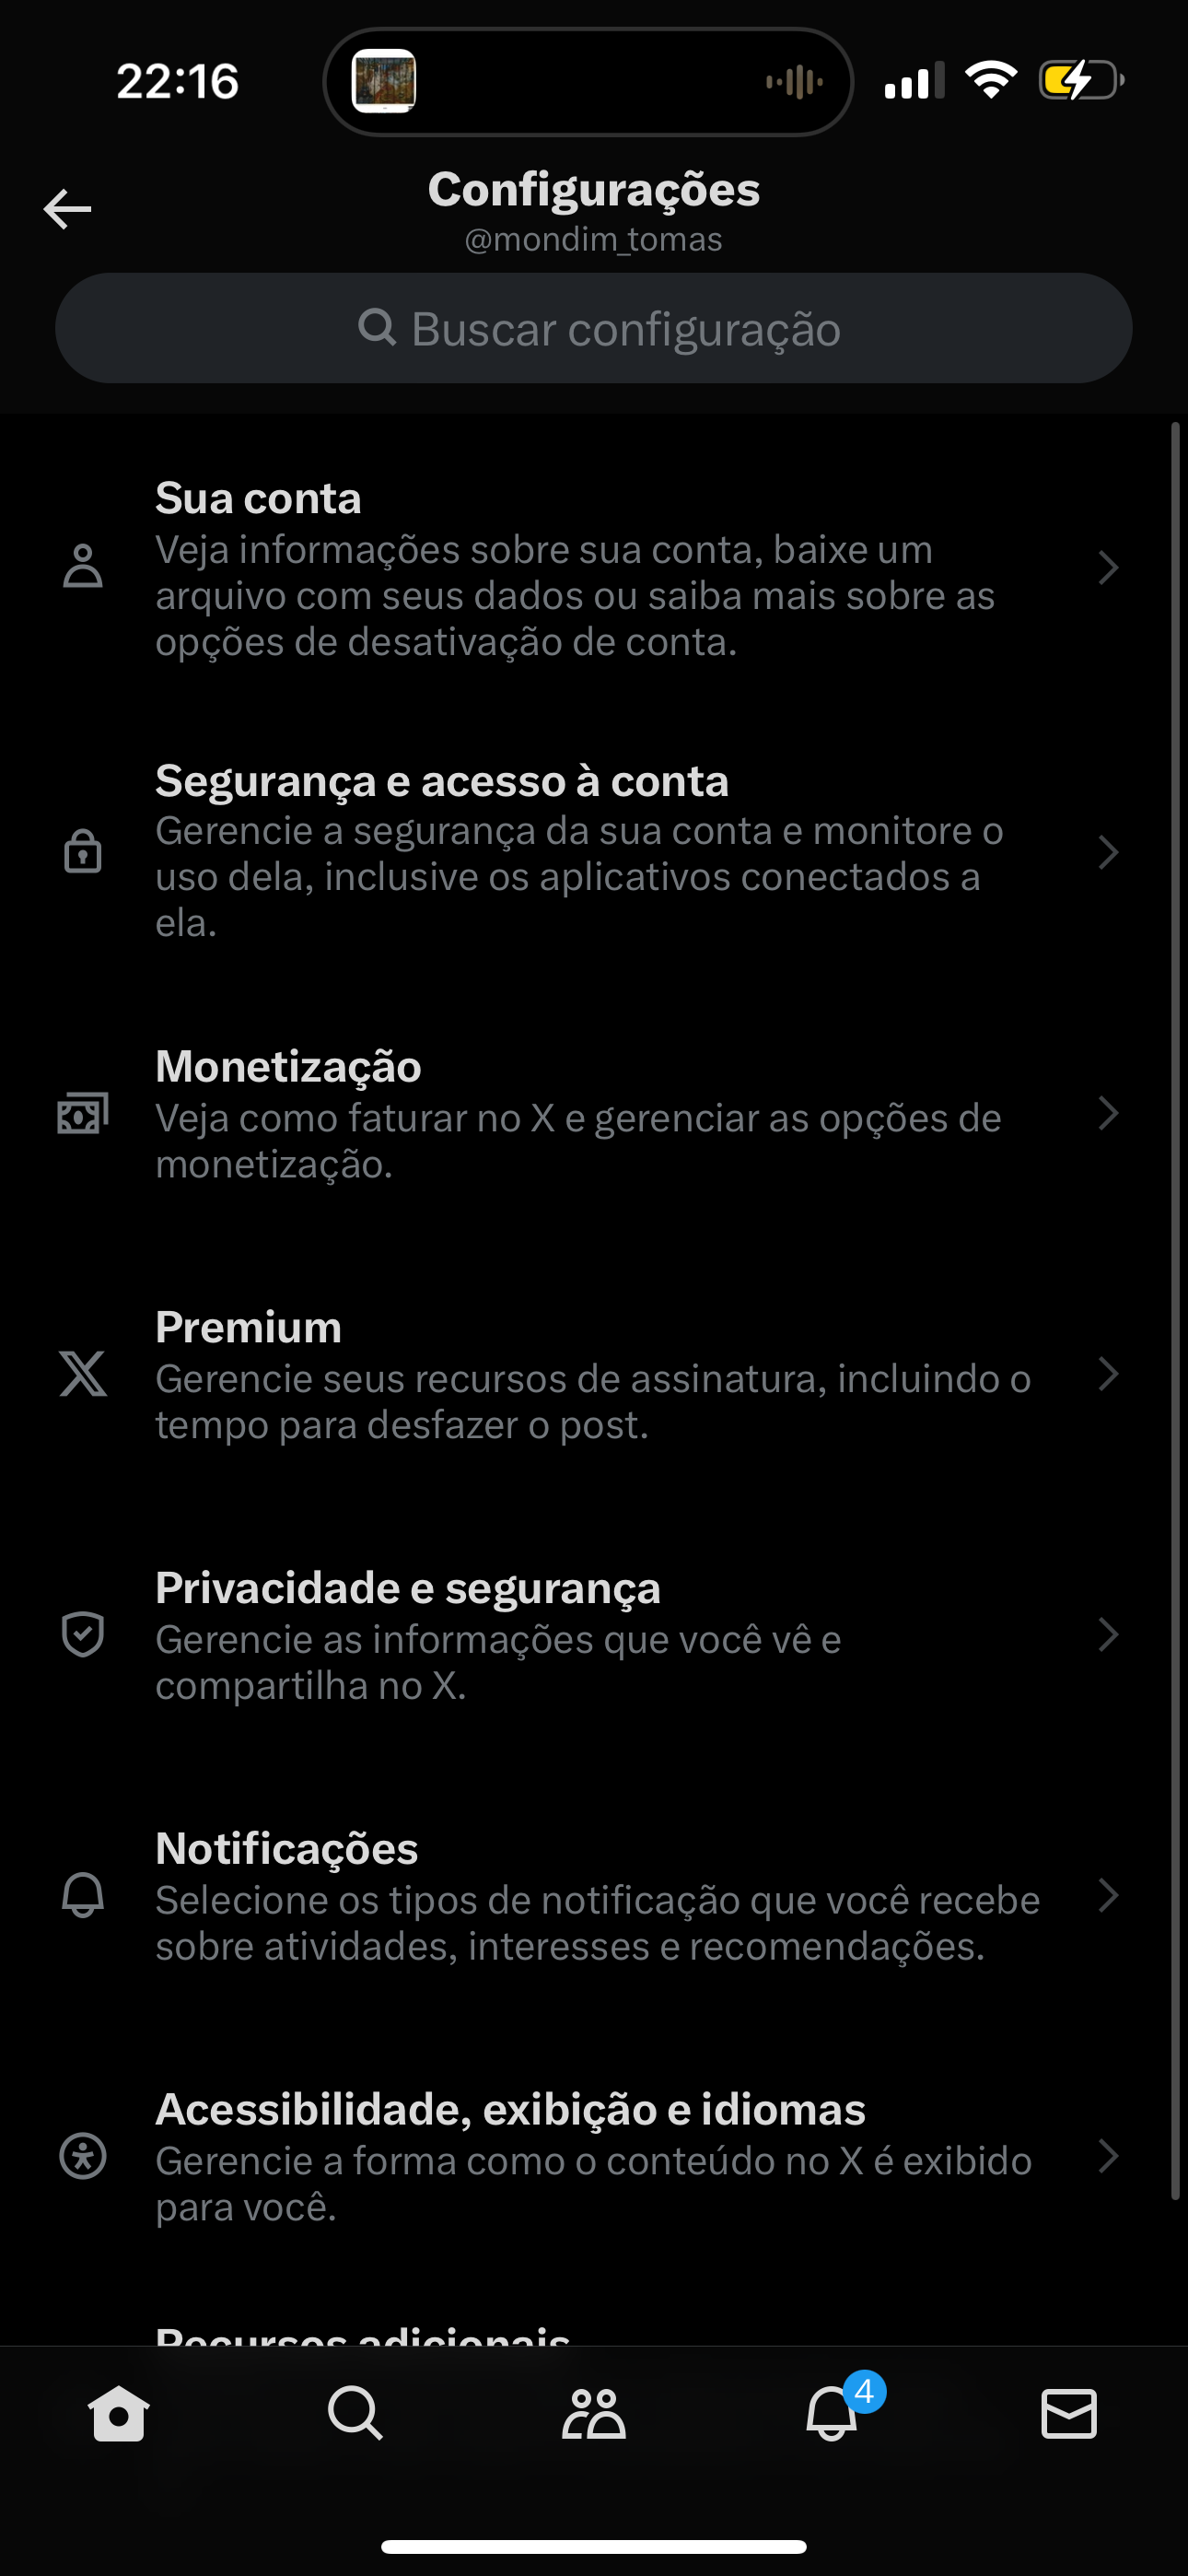 22:16
Configurações
@mondim_tomas
Buscar configuração
Sua conta
Veja informações sobre sua conta, baixe um
arquivo com seus dados ou saiba mais sobre as
opções de desativação de conta.
Segurança e acesso à conta
Gerencie a segurança da sua conta e monitore o
uso dela, inclusive os aplicativos conectados a
ela.
Monetização
Veja como faturar no X e gerenciar as opções de
monetização.
Premium
Gerencie seus recursos de assinatura, incluindo o
tempo para desfazer o post.
Privacidade e segurança
Gerencie as informações que você vê e
compartilha no X.
Notificações
Selecione os tipos de notificação que você recebe
sobre atividades, interesses e recomendações.
Acessibilidade, exibição e idiomas
Gerencie a forma como o conteúdo no X é exibido
para você.
Recursos adicionais
4